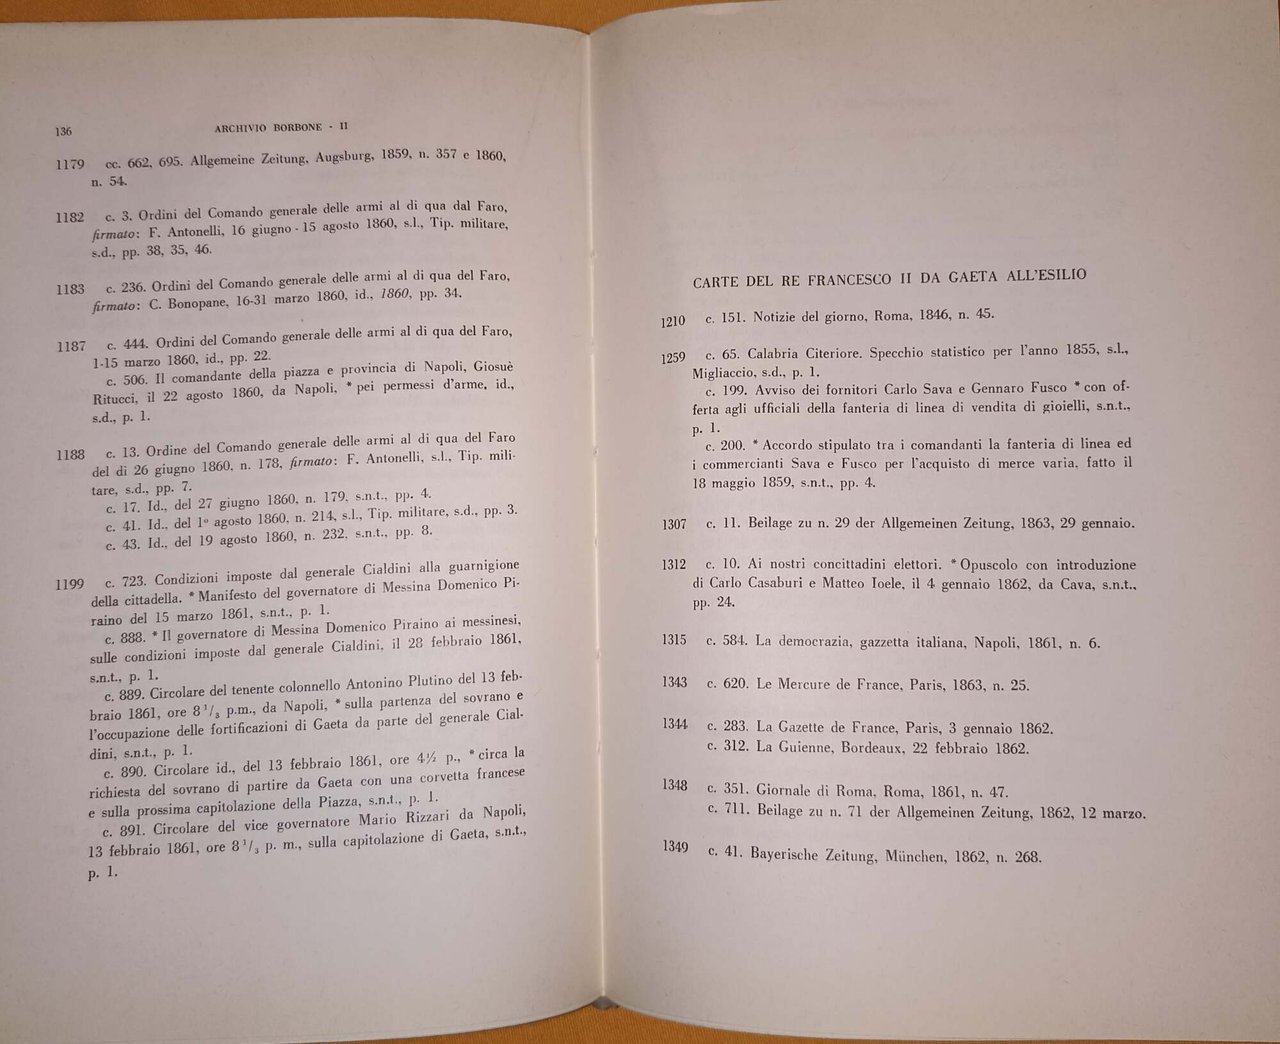 136
ARCHIVIO BORBONE - II
1179 cc. 662, 695. Allgemeine Zeitung, Augsburg, 1859, n. 357 e 1860,
n. 54.
1182 c. 3. Ordini del Comando generale delle armi al di qua dal Faro,
firmato: F. Antonelli, 16 giugno - 15 agosto 1860, s.l., Tip. militare,
s.d., pp. 38, 35, 46.
1183 c. 236. Ordini del Comando generale delle armi al di qua del Faro,
firmato: C. Bonopane, 16-31 marzo 1860, id., 1860, pp. 34.
1187 c. 444. Ordini del Comando generale delle armi al di qua del Faro,
1-15 marzo 1860, id., pp. 22.
c. 506. Il comandante della piazza e provincia di Napoli, Giosuè
Ritucci, il 22 agosto 1860, da Napoli, * pei permessi d'arme, id.,
s.d., p. 1.
1188 c. 13. Ordine del Comando generale delle armi al di qua del Faro
del dì 26 giugno 1860, n. 178, firmato: F. Antonelli, s.l., Tip. mili-
tare, s.d., pp. 7.
c. 17. Id., del 27 giugno 1860, n. 179, s.n.t., pp. 4.
c. 41. Id., del 1º agosto 1860, n. 214, s.l., Tip. militare, s.d., pp. 3.
c. 43. Id., del 19 agosto 1860, n. 232, s.n.t., pp. 8.
1199 c. 723. Condizioni imposte dal generale Cialdini alla guarnigione
della cittadella. * Manifesto del governatore di Messina Domenico Pi-
raino del 15 marzo 1861, s.n.t., p. 1.
c. 888. * Il governatore di Messina Domenico Piraino ai messinesi,
sulle condizioni imposte dal generale Cialdini, il 28 febbraio 1861,
s.n.t., p. 1.
c. 889. Circolare del tenente colonnello Antonino Plutino del 13 feb-
braio 1861, ore 8 1/3 p.m., da Napoli, * sulla partenza del sovrano e
l'occupazione delle fortificazioni di Gaeta da parte del generale Cial-
dini, s.n.t., p. 1.
c. 890. Circolare id., del 13 febbraio 1861, ore 4½ p., * circa la
richiesta del sovrano di partire da Gaeta con una corvetta francese
e sulla prossima capitolazione della Piazza, s.n.t., p. 1.
c. 891. Circolare del vice governatore Mario Rizzari da Napoli,
13 febbraio 1861, ore 8 1/3 p. m., sulla capitolazione di Gaeta, s.n.t.,
p. 1.
CARTE DEL RE FRANCESCO II DA GAETA ALL'ESILIO
1210 c. 151. Notizie del giorno, Roma, 1846, n. 45.
1259 c. 65. Calabria Citeriore. Specchio statistico per l'anno 1855, s.l.,
Migliaccio, s.d., p. 1.
c. 199. Avviso dei fornitori Carlo Sava e Gennaro Fusco * con of-
ferta agli ufficiali della fanteria di linea di vendita di gioielli, s.n.t.,
p. 1.
c. 200. * Accordo stipulato tra i comandanti la fanteria di linea ed
i commercianti Sava e Fusco per l'acquisto di merce varia, fatto il
18 maggio 1859, s.n.t., pp. 4.
1307 c. 11. Beilage zu n. 29 der Allgemeinen Zeitung, 1863, 29 gennaio.
1312 c. 10. Ai nostri concittadini elettori. * Opuscolo con introduzione
di Carlo Casaburi e Matteo Ioele, il 4 gennaio 1862, da Cava, s.n.t.,
pp. 24.
1315 c. 584. La democrazia, gazzetta italiana, Napoli, 1861, n. 6.
1343 c. 620. Le Mercure de France, Paris, 1863, n. 25.
1344 c. 283. La Gazette de France, Paris, 3 gennaio 1862.
c. 312. La Guienne, Bordeaux, 22 febbraio 1862.
1348 c. 351. Giornale di Roma, Roma, 1861, n. 47.
c. 711. Beilage zu n. 71 der Allgemeinen Zeitung, 1862, 12 marzo.
1349 c. 41. Bayerische Zeitung, München, 1862, n. 268.